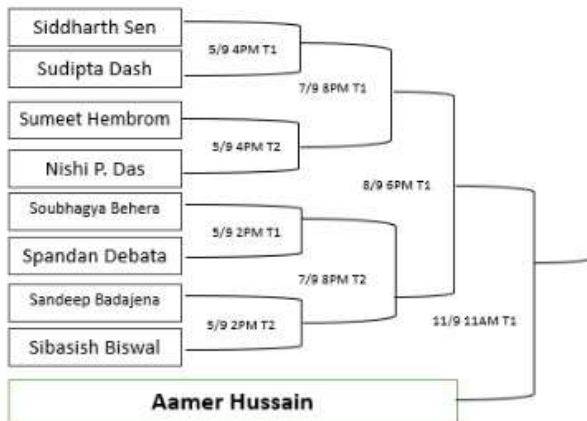 Siddharth Sen
5/9 4PM T1
Sudipta Dash
7/9 8PM T1
Sumeet Hembrom
5/9 4PM T2
Nishi P. Das
8/9 6PM T1
Soubhagya Behera
5/9 2PM T1
Spandan Debata
7/9 8PM T2
Sandeep Badajena
5/9 2PM T2
Sibasish Biswal
11/9 11AM T1
Aamer Hussain